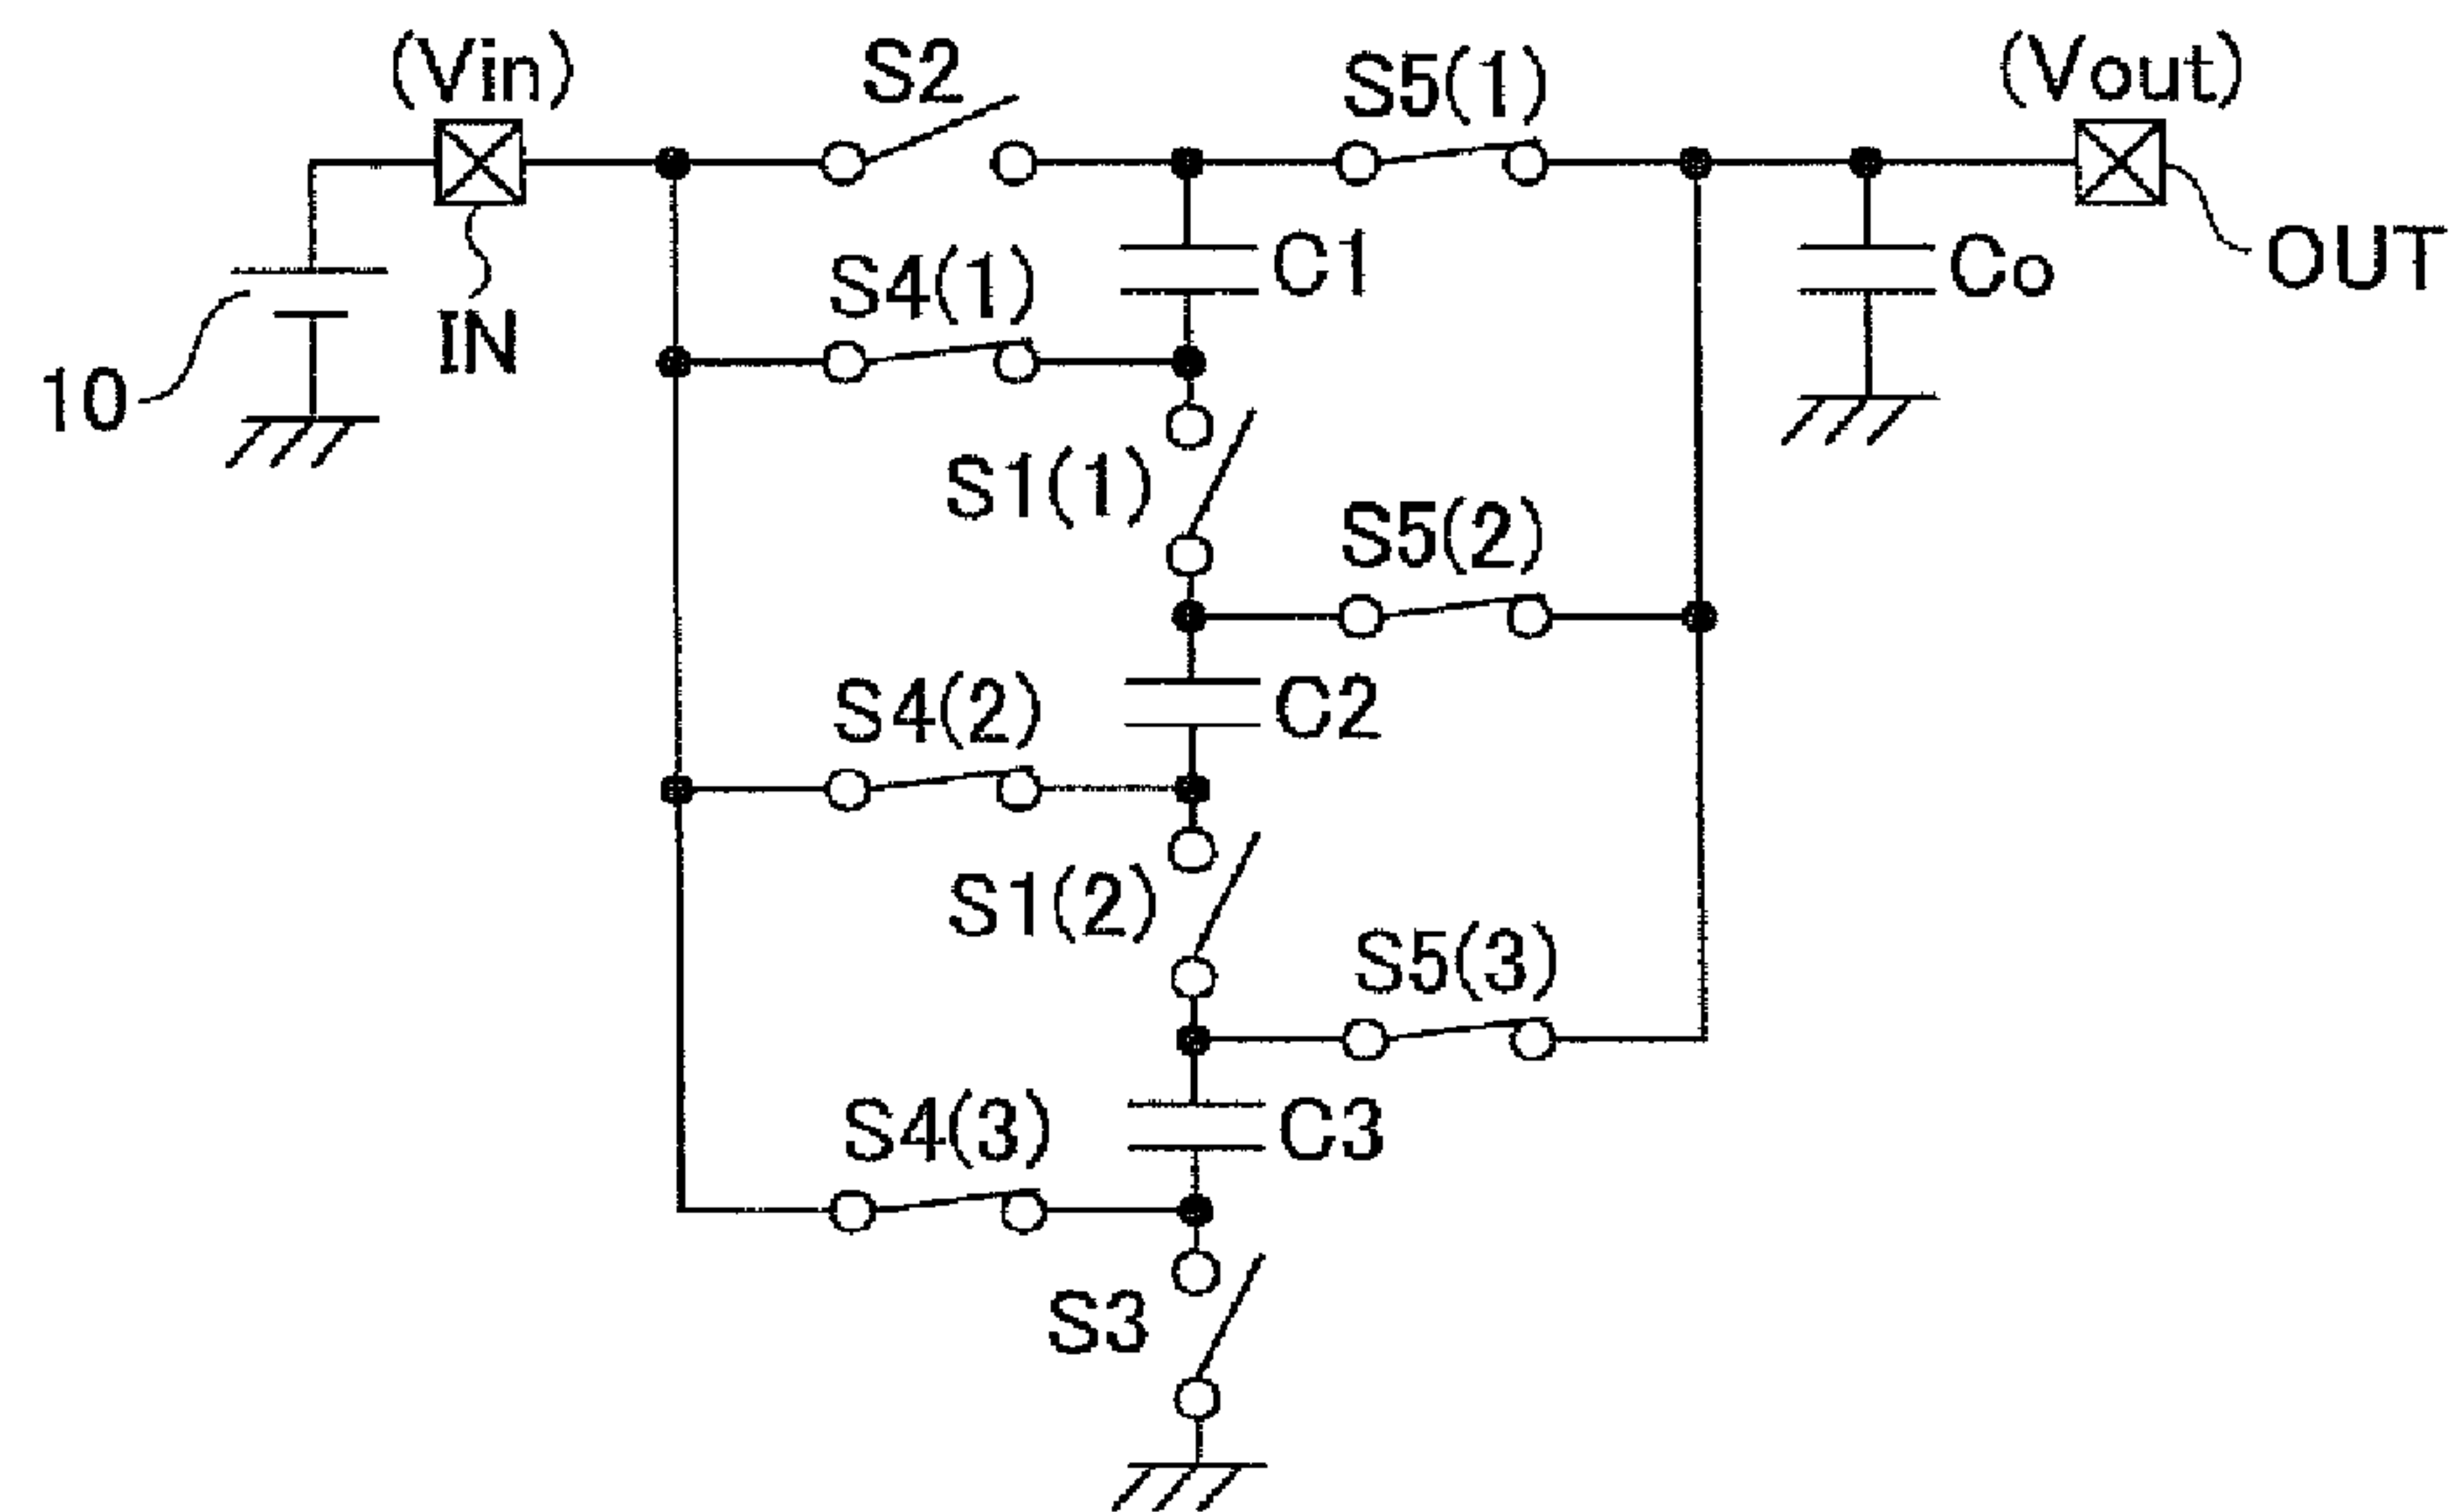 (Vin)
S2
S5(1)
(Vout)
C1
Co
OUT
S4(1)
IN
10
S1(1)
S5(2)
S4(2)
C2
S1(2)
S5(3)
S4(3)
C3
S3